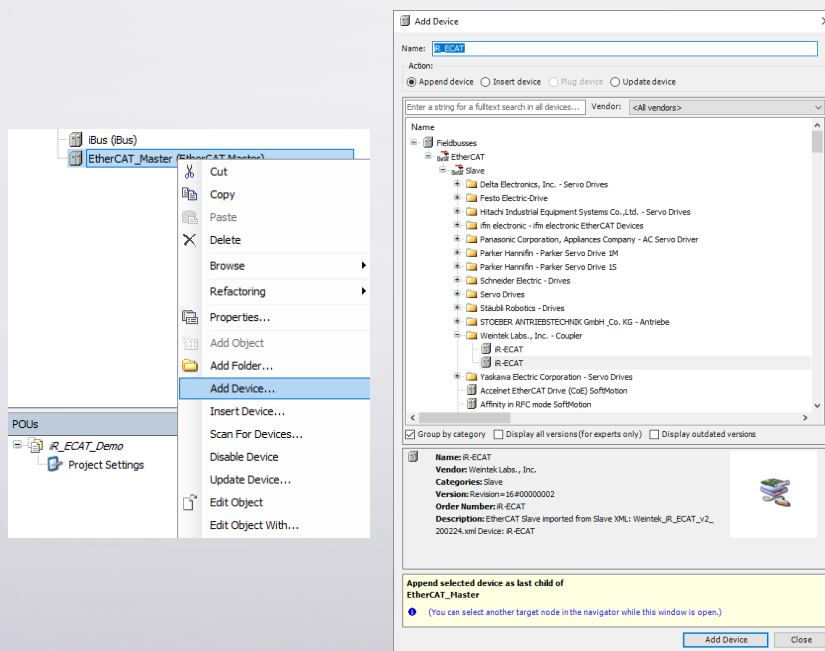 iBus (iBus)
EtherCAT_Master (EtherCAT Master)
Cut
Copy
Paste
Delete
Browse
Refactoring
Properties...
Add Object
Add Folder...
Add Device...
Insert Device...
Scan For Devices...
Disable Device
Update Device...
Edit Object
Edit Object With...
POUs
iR_ECAT_Demo
Project Settings
Add Device
Name: iR_ECAT
Action:
Append device Insert device Plug device Update device
Enter a string for a fulltext search in all devices... Vendor: <All vendors>
Name
Fieldbusses
EtherCAT
Slave
Delta Electronics, Inc. - Servo Drives
Festo Electric-Drive
Hitachi Industrial Equipment Systems Co.,Ltd. - Servo Drives
ifm electronic - ifm electronic EtherCAT Devices
Panasonic Corporation, Appliances Company - AC Servo Driver
Parker Hannifin - Parker Servo Drive 1M
Parker Hannifin - Parker Servo Drive 1S
Schneider Electric - Drives
Servo Drives
Stäubli Robotics - Drives
STOEBER ANTRIEBSTECHNIK GmbH_Co. KG - Antriebe
Weintek Labs., Inc. - Coupler
iR-ECAT
iR-ECAT
Yaskawa Electric Corporation - Servo Drives
Accelnet EtherCAT Drive (CoE) SoftMotion
Affinity in RFC mode SoftMotion
Group by category Display all versions (for experts only) Display outdated versions
Name: iR-ECAT
Vendor: Weintek Labs., Inc.
Categories: Slave
Version: Revision=16#00000002
Order Number: iR-ECAT
Description: EtherCAT Slave imported from Slave XML: Weintek_iR_ECAT_v2_
200224.xml Device: iR-ECAT
Append selected device as last child of
EtherCAT_Master
(You can select another target node in the navigator while this window is open.)
Add Device Close